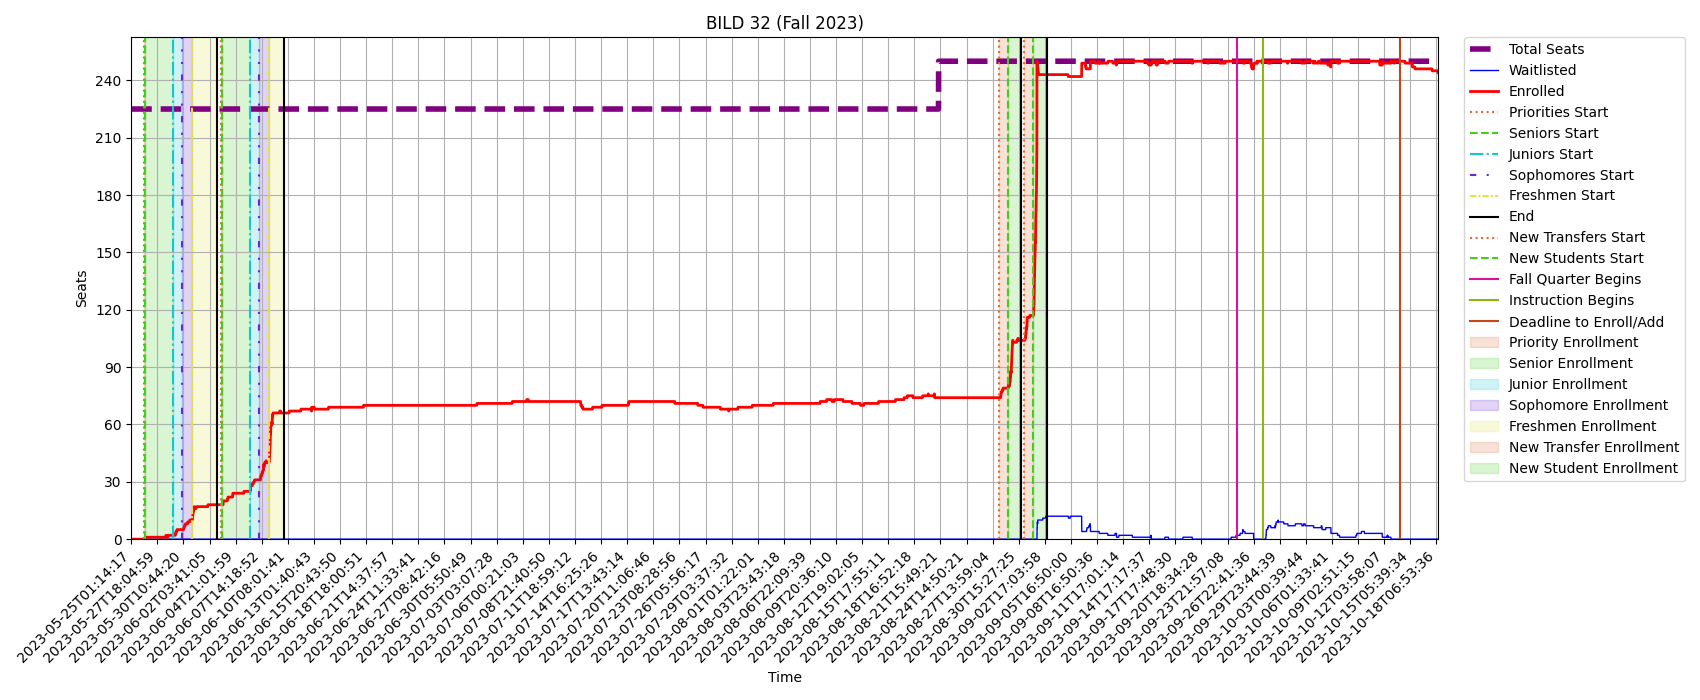 BILD 32 (Fall 2023)
Seats
240
210
180
150
120
90
60
30
0
2023-05-25T01:14:17
2023-05-27T18:04:59
2023-05-30T10:44:20
2023-06-02T03:41:05
2023-06-04T21:01:59
2023-06-07T14:18:52
2023-06-10T08:01:41
2023-06-13T01:40:43
2023-06-15T20:43:50
2023-06-18T18:00:51
2023-06-21T14:37:57
2023-06-24T11:33:41
2023-06-27T08:42:16
2023-06-30T05:50:49
2023-07-03T03:07:28
2023-07-06T00:21:03
2023-07-08T21:40:50
2023-07-11T18:59:12
2023-07-14T16:25:26
2023-07-17T13:43:14
2023-07-20T11:06:46
2023-07-23T08:28:56
2023-07-26T05:56:17
2023-07-29T03:37:32
2023-08-01T01:22:01
2023-08-03T23:43:18
2023-08-06T22:09:39
2023-08-09T20:36:10
2023-08-12T19:02:05
2023-08-15T17:55:11
2023-08-18T16:52:18
2023-08-21T15:49:21
2023-08-24T14:50:21
2023-08-27T13:59:04
2023-08-30T15:27:25
2023-09-02T17:03:58
2023-09-05T16:50:00
2023-09-08T16:50:36
2023-09-11T17:01:14
2023-09-14T17:17:37
2023-09-17T17:48:30
2023-09-20T18:34:28
2023-09-23T21:57:08
2023-09-26T22:41:36
2023-09-29T23:44:39
2023-10-03T00:39:44
2023-10-06T01:33:41
2023-10-09T02:51:15
2023-10-12T03:58:07
2023-10-15T05:39:34
2023-10-18T06:53:36
Time
Total Seats
Waitlisted
Enrolled
Priorities Start
Seniors Start
Juniors Start
Sophomores Start
Freshmen Start
End
New Transfers Start
New Students Start
Fall Quarter Begins
Instruction Begins
Deadline to Enroll/Add
Priority Enrollment
Senior Enrollment
Junior Enrollment
Sophomore Enrollment
Freshmen Enrollment
New Transfer Enrollment
New Student Enrollment